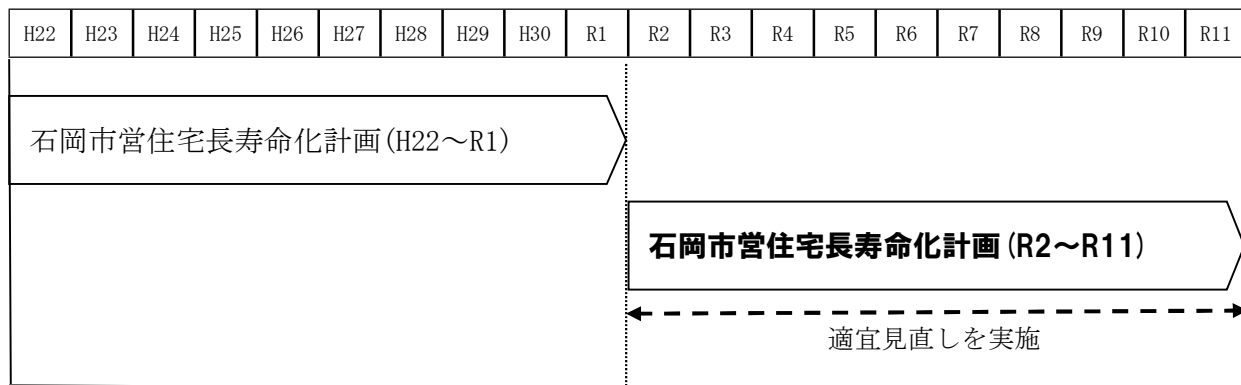 H22 H23 H24 H25 H26 H27 H28 H29 H30 R1 R2 R3 R4 R5 R6 R7 R8 R9 R10 R11
石岡市営住宅長寿命化計画(H22～R1)
石岡市営住宅長寿命化計画(R2～R11)
適宜見直しを実施